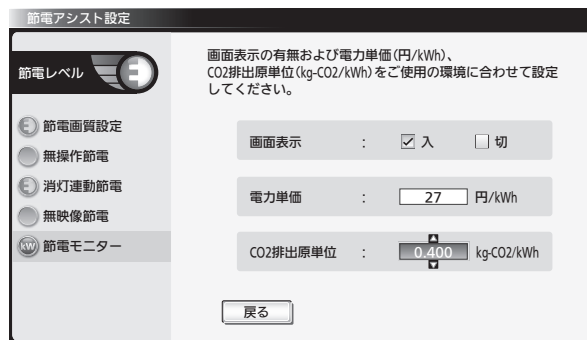 節電アシスト設定
節電レベル
画面表示の有無および電力単価(円/kWh)、
CO2排出原単位(kg-CO2/kWh)をご使用の環境に合わせて設定
してください。
節電画質設定
無操作節電
消灯連動節電
無映像節電
kW 節電モニター
画面表示 : 入 切
電力単価 : 27 円/kWh
CO2排出原単位 : 0.400 kg-CO2/kWh
戻る